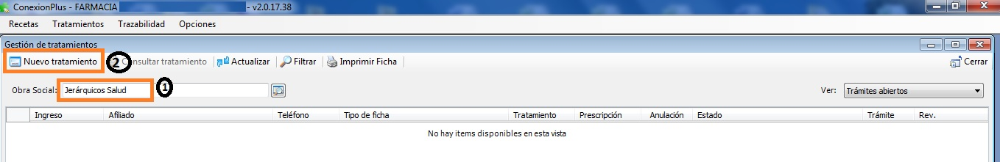 ConexionPlus - FARMACIA - v2.0.17.38
Recetas Tratamientos Trazabilidad Opciones
Gestión de tratamientos
Nuevo tratamiento 2 nsultar tratamiento Actualizar Filtrar Imprimir Ficha Cerrar
Obra Social: Jerárquicos Salud 1 Ver: Trámites abiertos
Ingreso Afiliado Teléfono Tipo de ficha Tratamiento Prescripción Anulación Estado Trámite Rev.
No hay items disponibles en esta vista